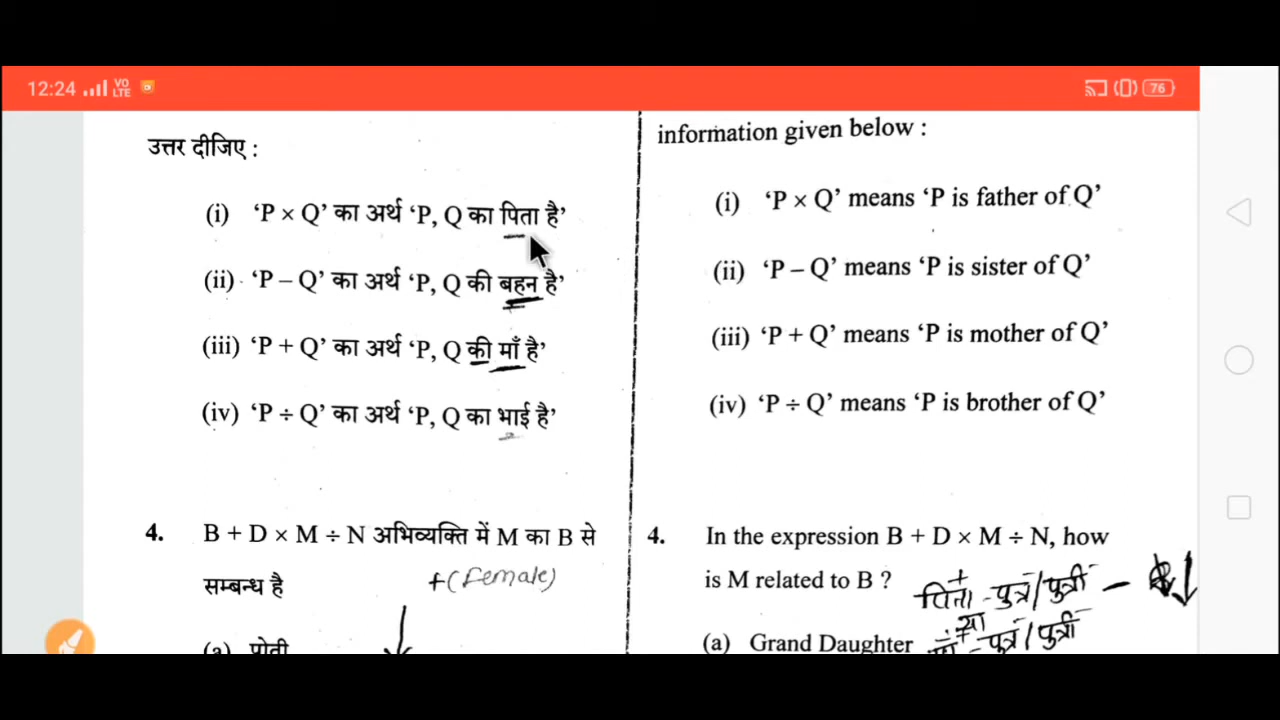 12:24 VO LTE 76
उत्तर दीजिए :
(i) ‘P × Q’ का अर्थ ‘P, Q का पिता है’
(ii) ‘P – Q’ का अर्थ ‘P, Q की बहन है’
(iii) ‘P + Q’ का अर्थ ‘P, Q की माँ है’
(iv) ‘P ÷ Q’ का अर्थ ‘P, Q का भाई है’
4. B + D × M ÷ N अभिव्यक्ति में M का B से
सम्बन्ध है
+(female)
(a) पोती
information given below :
(i) ‘P × Q’ means ‘P is father of Q’
(ii) ‘P – Q’ means ‘P is sister of Q’
(iii) ‘P + Q’ means ‘P is mother of Q’
(iv) ‘P ÷ Q’ means ‘P is brother of Q’
4. In the expression B + D × M ÷ N, how
is M related to B ?
पिता - पुत्र/पुत्री
या
पुत्र/पुत्री
(a) Grand Daughter